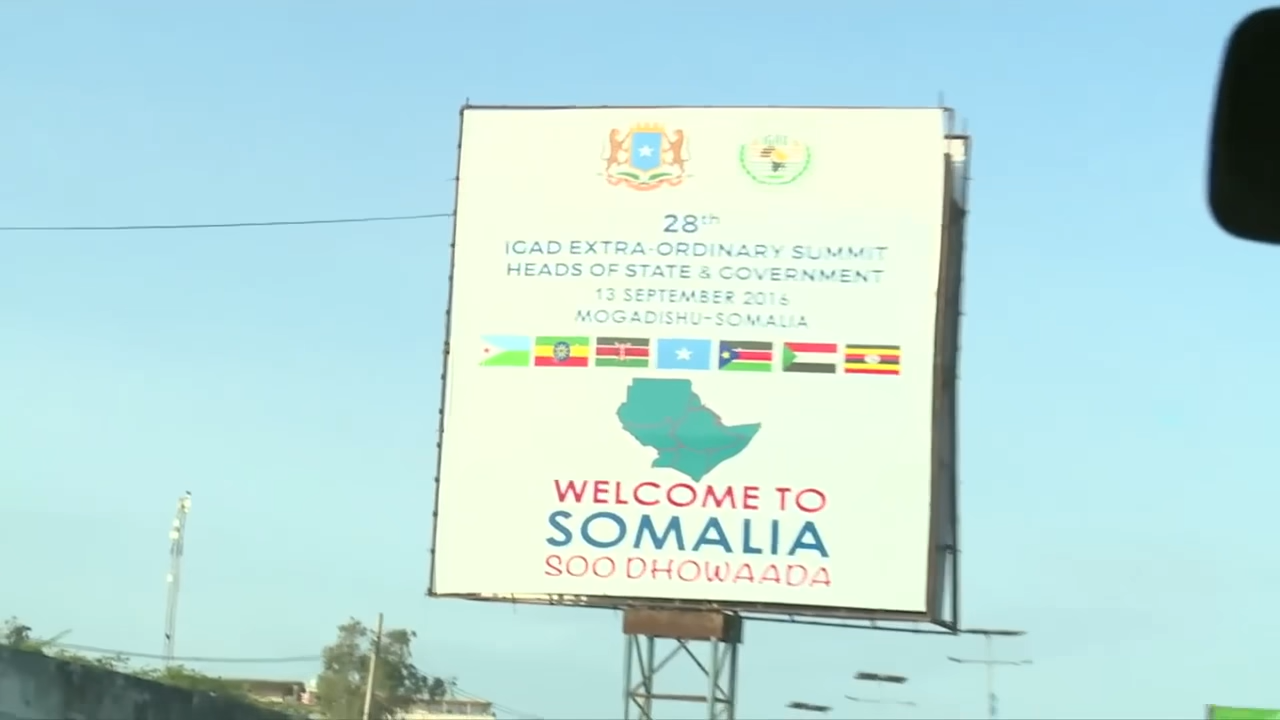 IGAD
28th
IGAD EXTRA-ORDINARY SUMMIT
HEADS OF STATE & GOVERNMENT
13 SEPTEMBER 2016
MOGADISHU-SOMALIA
WELCOME TO
SOMALIA
SOO DHOWAADA